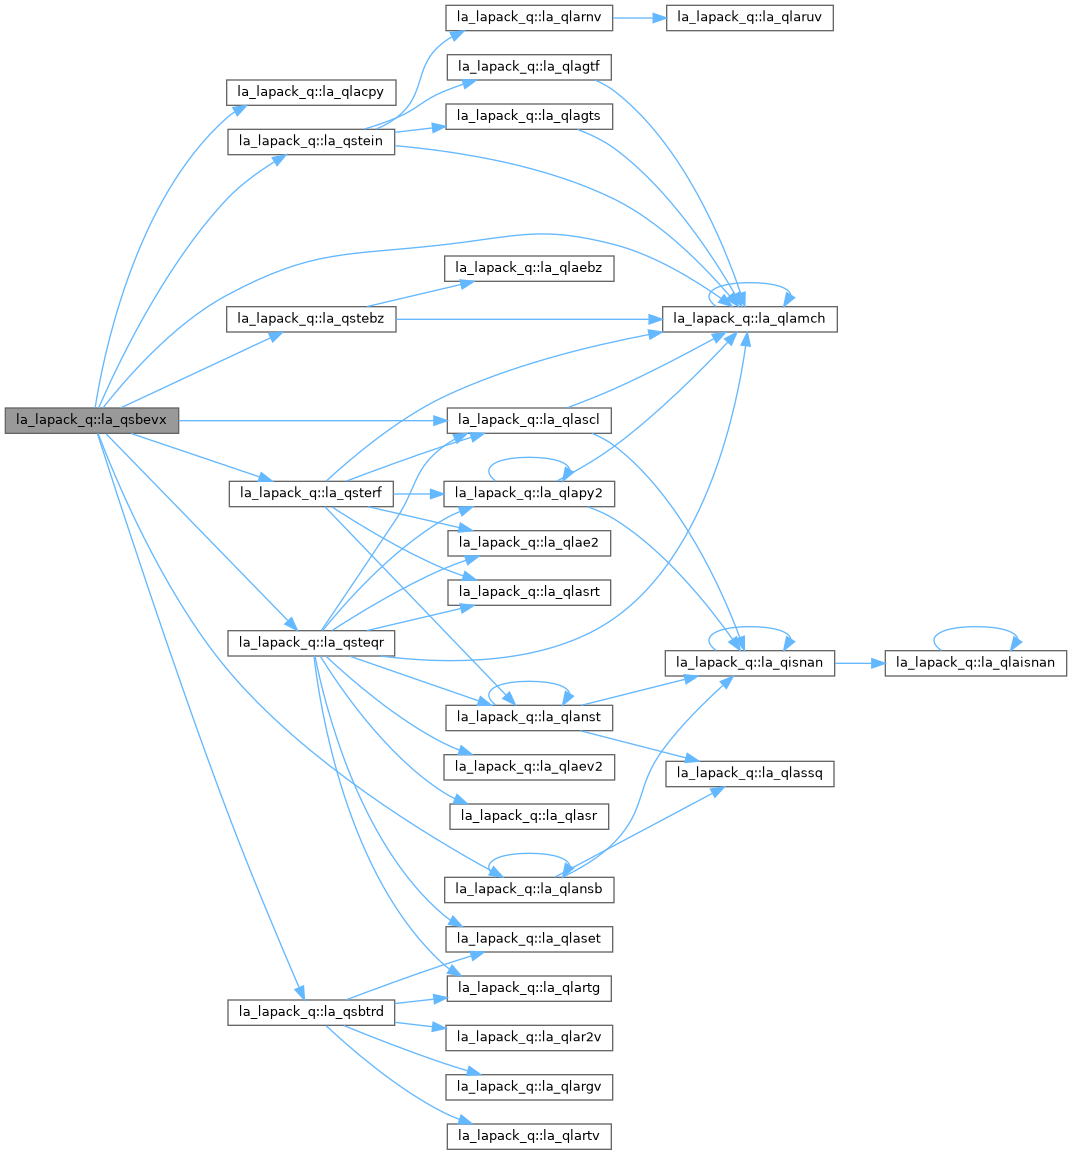 la_lapack_q::la_qlarnv
la_lapack_q::la_qlaruv
la_lapack_q::la_qlagtf
la_lapack_q::la_qlacpy
la_lapack_q::la_qlagts
la_lapack_q::la_qstein
la_lapack_q::la_qlaebz
la_lapack_q::la_qstebz
la_lapack_q::la_qlamch
la_lapack_q::la_qsbevx
la_lapack_q::la_qlascl
la_lapack_q::la_qsterf
la_lapack_q::la_qlapy2
la_lapack_q::la_qlae2
la_lapack_q::la_qlasrt
la_lapack_q::la_qsteqr
la_lapack_q::la_qisnan
la_lapack_q::la_qlaisnan
la_lapack_q::la_qlanst
la_lapack_q::la_qlaev2
la_lapack_q::la_qlassq
la_lapack_q::la_qlasr
la_lapack_q::la_qlansb
la_lapack_q::la_qlaset
la_lapack_q::la_qlartg
la_lapack_q::la_qsbtrd
la_lapack_q::la_qlar2v
la_lapack_q::la_qlargv
la_lapack_q::la_qlartv